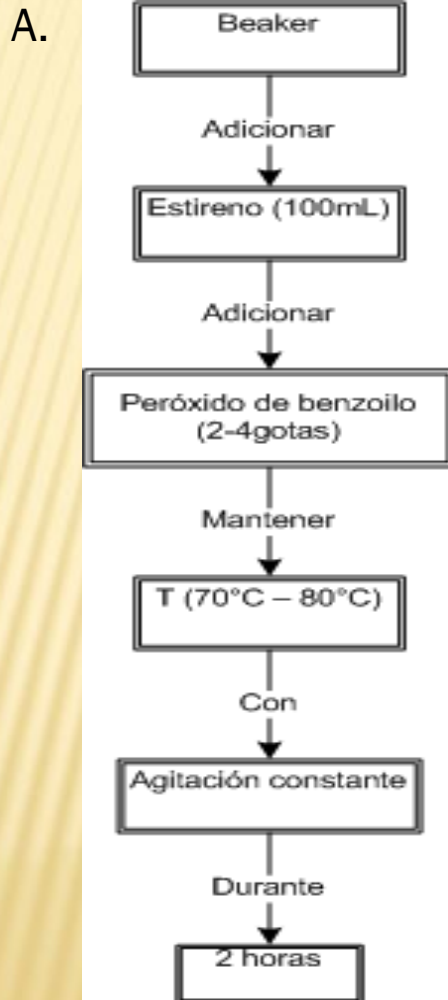 A.
Beaker
Adicionar
Estireno (100mL)
Adicionar
Peróxido de benzoilo
(2-4gotas)
Mantener
T (70°C – 80°C)
Con
Agitación constante
Durante
2 horas